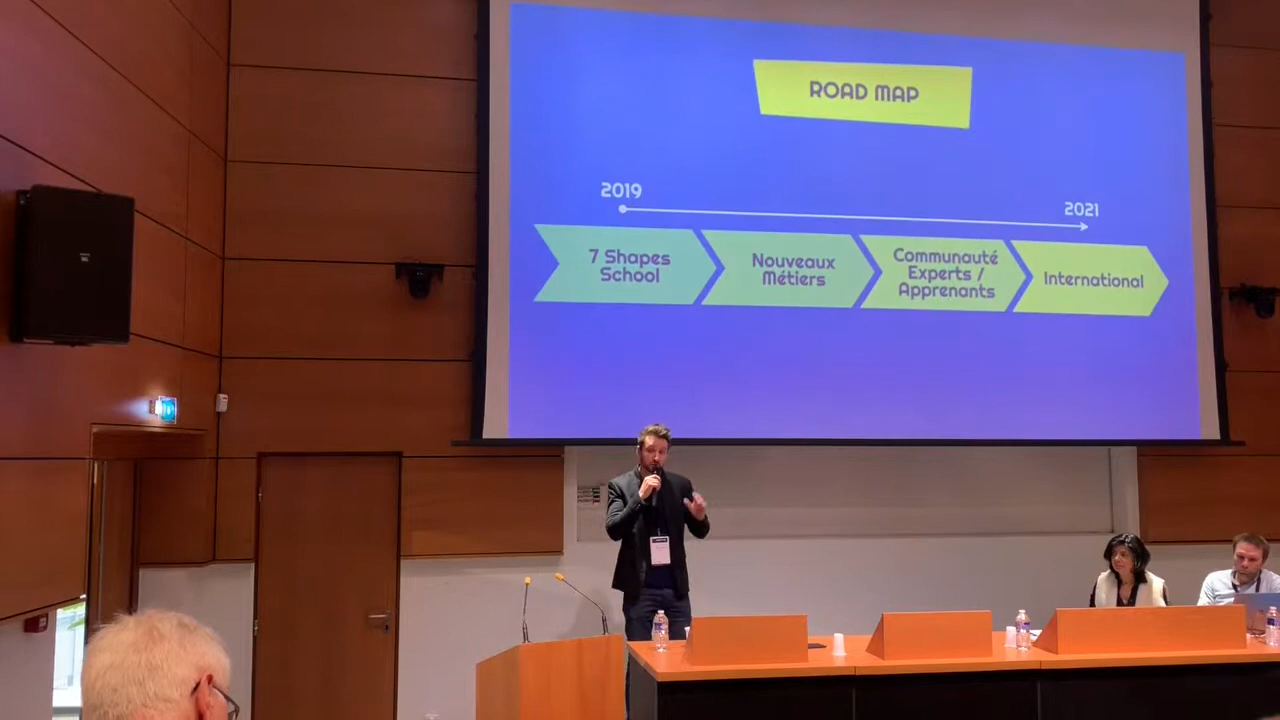 ROAD MAP
2019
2021
7 Shapes
School
Nouveaux
Métiers
Communauté
Experts /
Apprenants
International